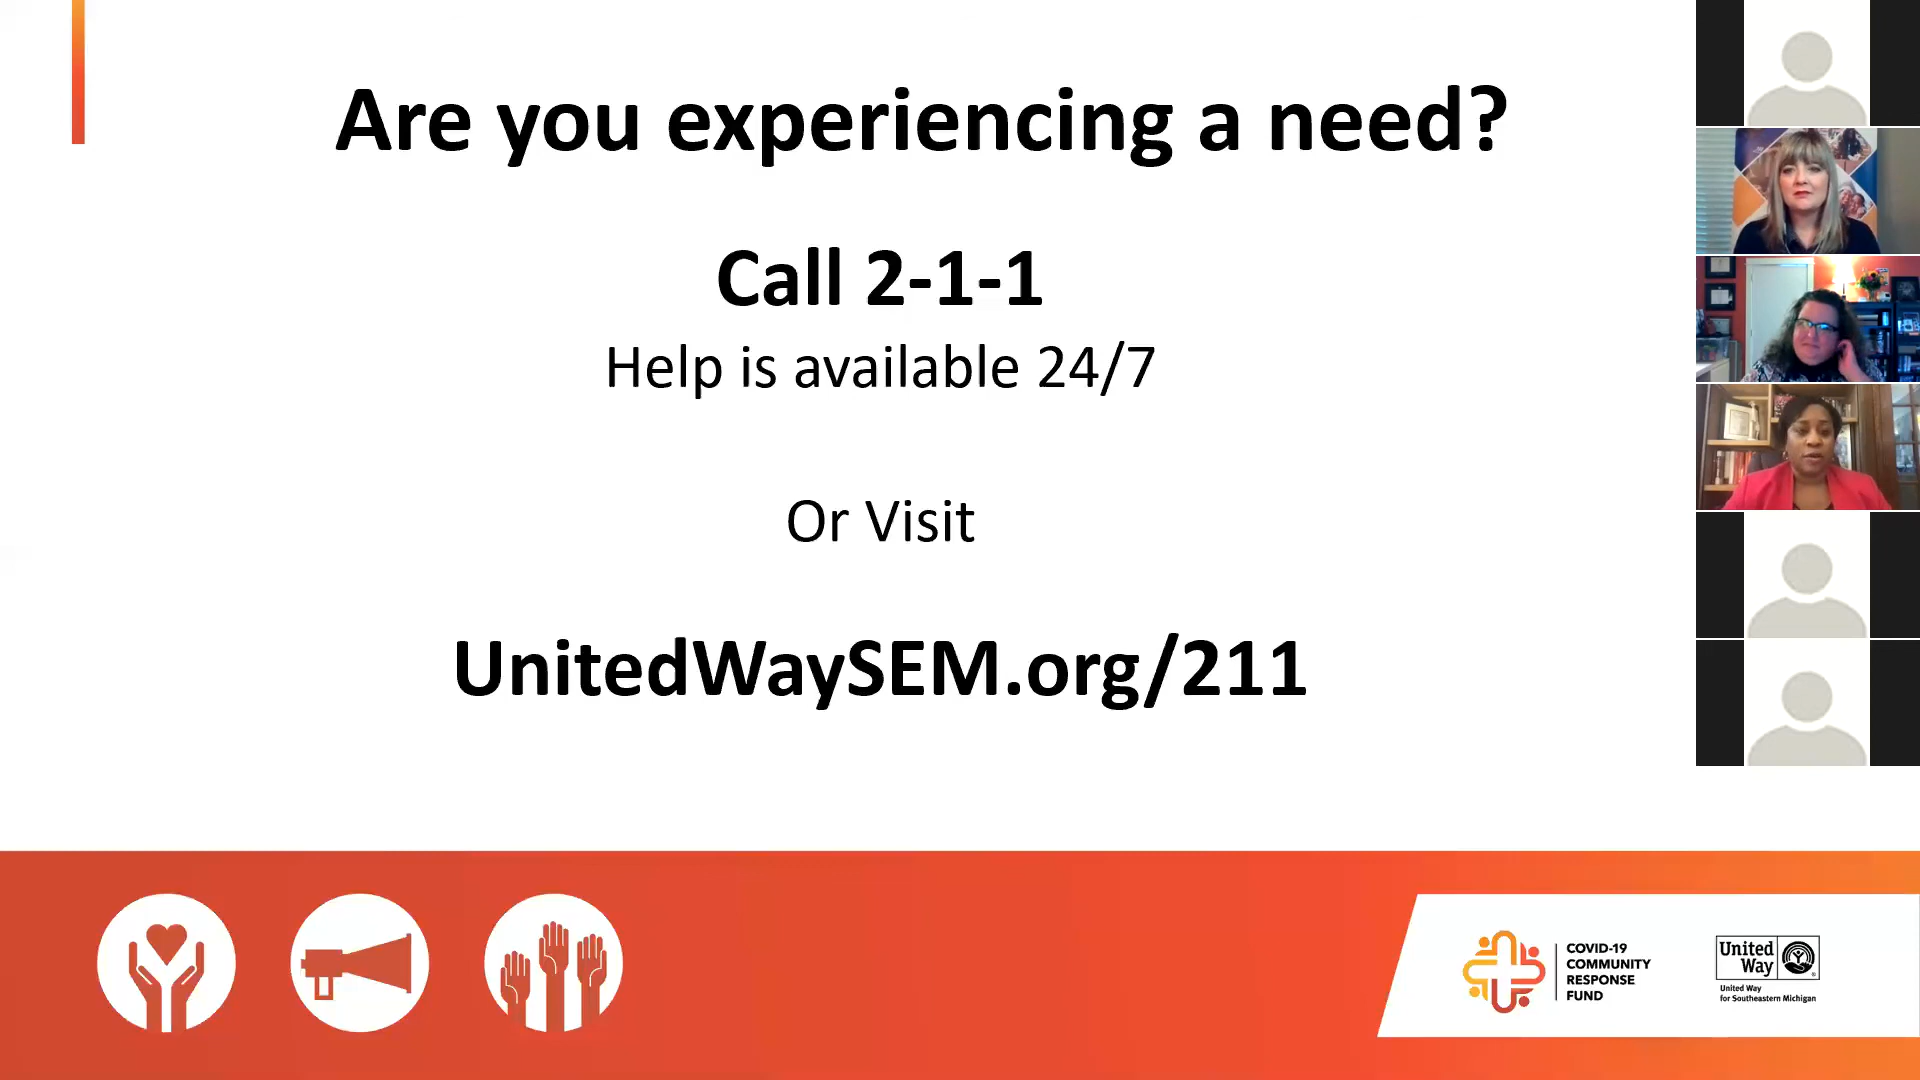 Are you experiencing a need?
Call 2-1-1
Help is available 24/7
Or Visit
UnitedWaySEM.org/211
COVID-19
COMMUNITY
RESPONSE
FUND
United
Way
United Way
for Southeastern Michigan